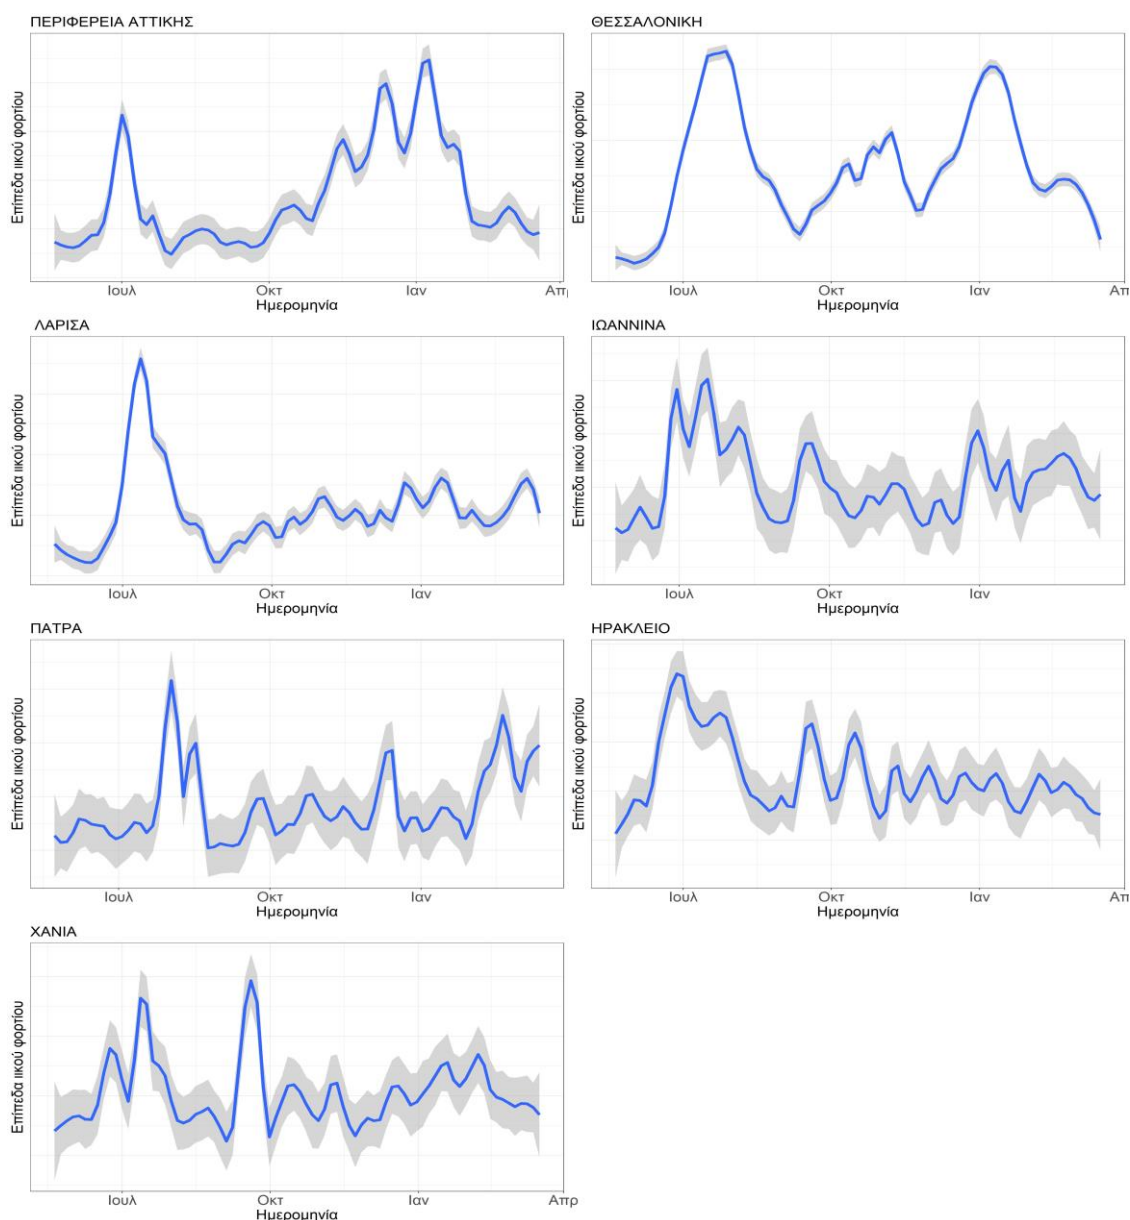 ΠΕΡΙΦΕΡΕΙΑ ΑΤΤΙΚΗΣ
Επίπεδα ιικού φορτίου
Ιουλ Οκτ Ιαν Απρ
Ημερομηνία
ΘΕΣΣΑΛΟΝΙΚΗ
Επίπεδα ιικού φορτίου
Ιουλ Οκτ Ιαν Απρ
Ημερομηνία
ΛΑΡΙΣΑ
Επίπεδα ιικού φορτίου
Ιουλ Οκτ Ιαν
Ημερομηνία
ΙΩΑΝΝΙΝΑ
Επίπεδα ιικού φορτίου
Ιουλ Οκτ Ιαν
Ημερομηνία
ΠΑΤΡΑ
Επίπεδα ιικού φορτίου
Ιουλ Οκτ Ιαν
Ημερομηνία
ΗΡΑΚΛΕΙΟ
Επίπεδα ιικού φορτίου
Ιουλ Οκτ Ιαν Απ
Ημερομηνία
ΧΑΝΙΑ
Επίπεδα ιικού φορτίου
Ιουλ Οκτ Ιαν Απρ
Ημερομηνία